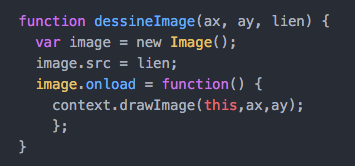 function dessineImage(ax, ay, lien) {
  var image = new Image();
  image.src = lien;
  image.onload = function() {
    context.drawImage(this,ax,ay);
    };
}